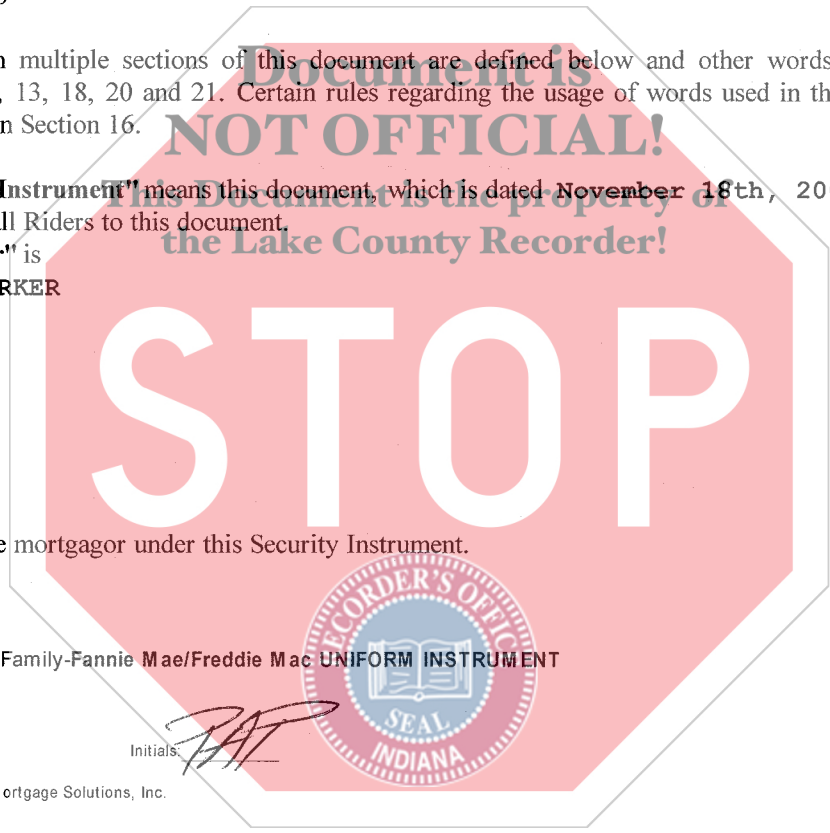 multiple sections of this document are defined below and other words
, 13, 18, 20 and 21. Certain rules regarding the usage of words used in th
n Section 16.
Document is
NOT OFFICIAL!
This Document is the property of
the Lake County Recorder!
Instrument" means this document, which is dated November 18th, 20
ll Riders to this document.
" is
RKER
STOP
e mortgagor under this Security Instrument.
RECORDER'S OFFICE
SEAL
INDIANA
Family-Fannie Mae/Freddie Mac UNIFORM INSTRUMENT
Initials:
ortgage Solutions, Inc.